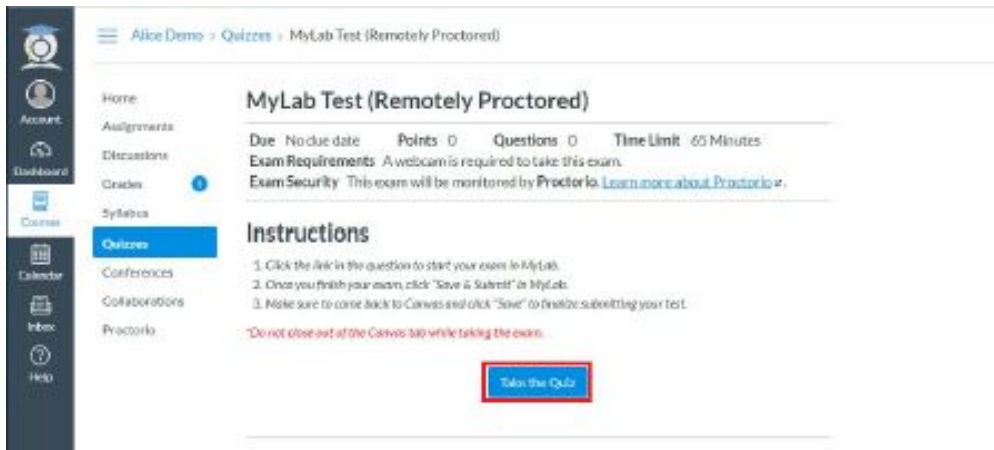 Alice Demo > Quizzes > MyLab Test (Remotely Proctored)
Account
Dashboard
Courses
Calendar
Inbox
Help
Home
Assignments
Discussions
Grades
Syllabus
Quizzes
Conferences
Collaborations
Proctorio
MyLab Test (Remotely Proctored)
Due No due date Points 0 Questions 0 Time Limit 65 Minutes
Exam Requirements A webcam is required to take this exam.
Exam Security This exam will be monitored by Proctorio. Learn more about Proctorio.
Instructions
1. Click the link in the question to start your exam in MyLab.
2. Once you finish your exam, click "Save & Submit" in MyLab.
3. Make sure to come back to Canvas and click "Save" to finalize submitting your test.
*Do not close out of the Canvas tab while taking the exam.
Take the Quiz